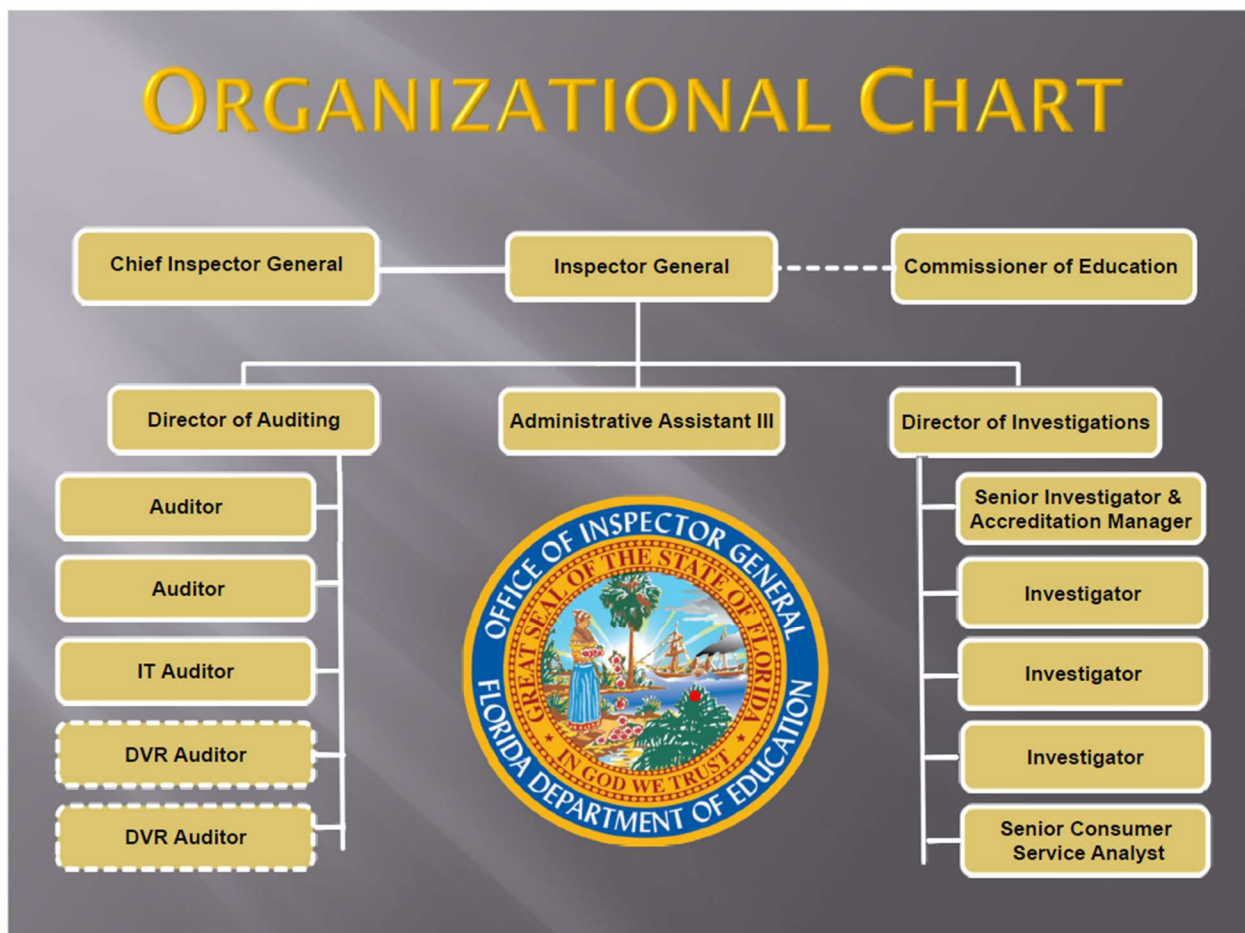 ORGANIZATIONAL CHART
Chief Inspector General
Inspector General
Commissioner of Education
Director of Auditing
Administrative Assistant III
Director of Investigations
Auditor
Auditor
IT Auditor
DVR Auditor
DVR Auditor
OFFICE OF INSPECTOR GENERAL
FLORIDA DEPARTMENT OF EDUCATION
GREAT SEAL OF THE STATE OF FLORIDA
IN GOD WE TRUST
Senior Investigator &
Accreditation Manager
Investigator
Investigator
Investigator
Senior Consumer
Service Analyst